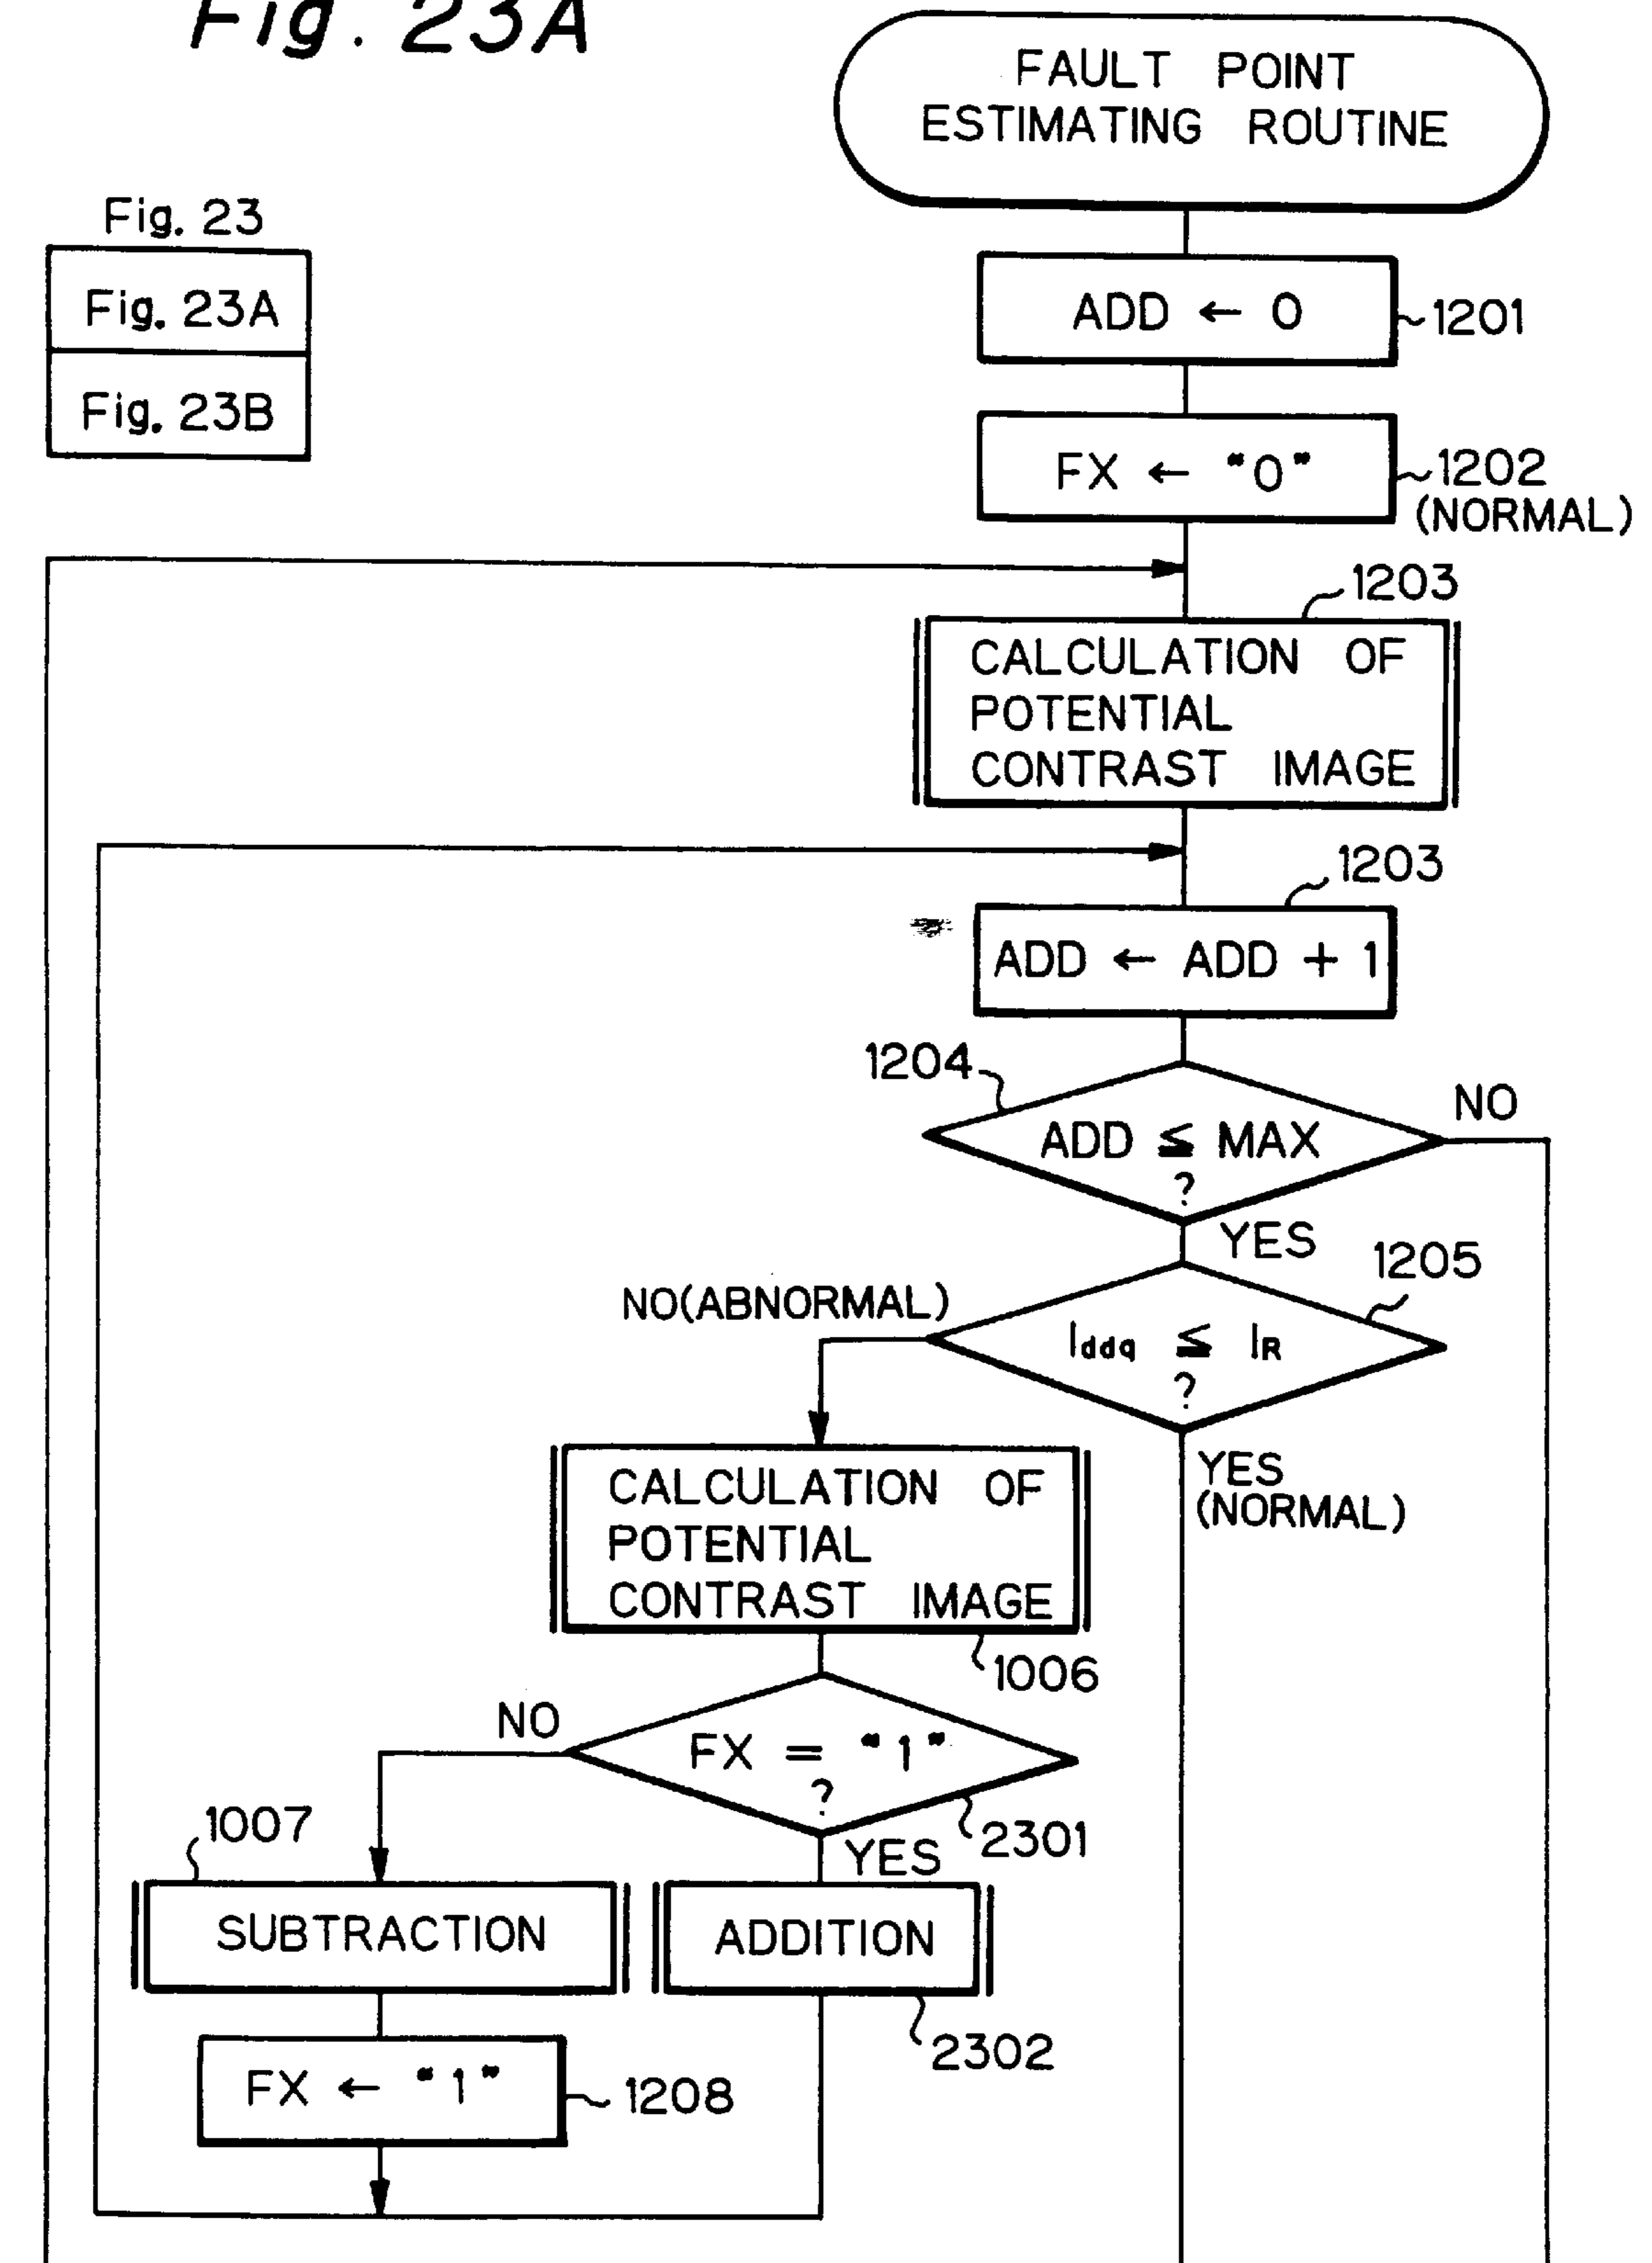 Fig. 23A
FAULT POINT
ESTIMATING ROUTINE
Fig. 23
Fig. 23A
Fig. 23B
ADD ← 0
1201
FX ← "0"
1202
(NORMAL)
1203
CALCULATION OF
POTENTIAL
CONTRAST IMAGE
1203
ADD ← ADD + 1
1204
ADD ≦ MAX
?
NO
YES
1205
NO(ABNORMAL)
Iddq ≦ IR
?
YES
(NORMAL)
CALCULATION OF
POTENTIAL
CONTRAST IMAGE
1006
NO
FX = "1"
?
2301
YES
1007
SUBTRACTION
ADDITION
2302
FX ← "1"
1208